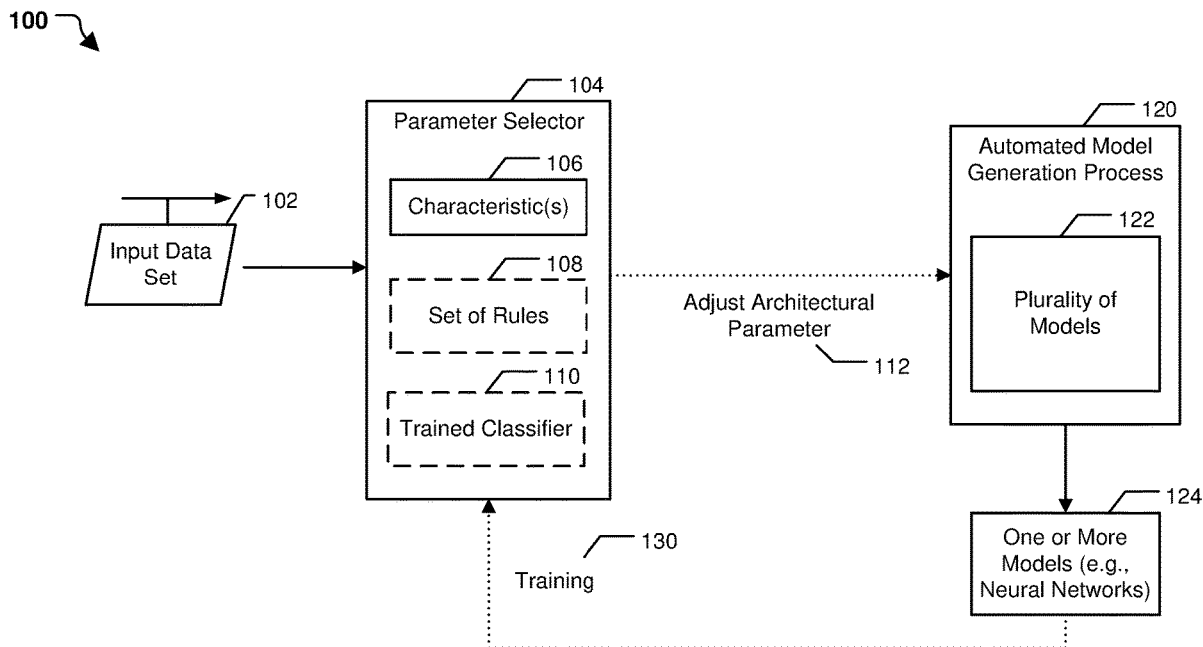 100
104
Parameter Selector
106
Characteristic(s)
108
Set of Rules
110
Trained Classifier
102
Input Data
Set
Adjust Architectural
Parameter
112
120
Automated Model
Generation Process
122
Plurality of
Models
124
One or More
Models (e.g.,
Neural Networks)
130
Training